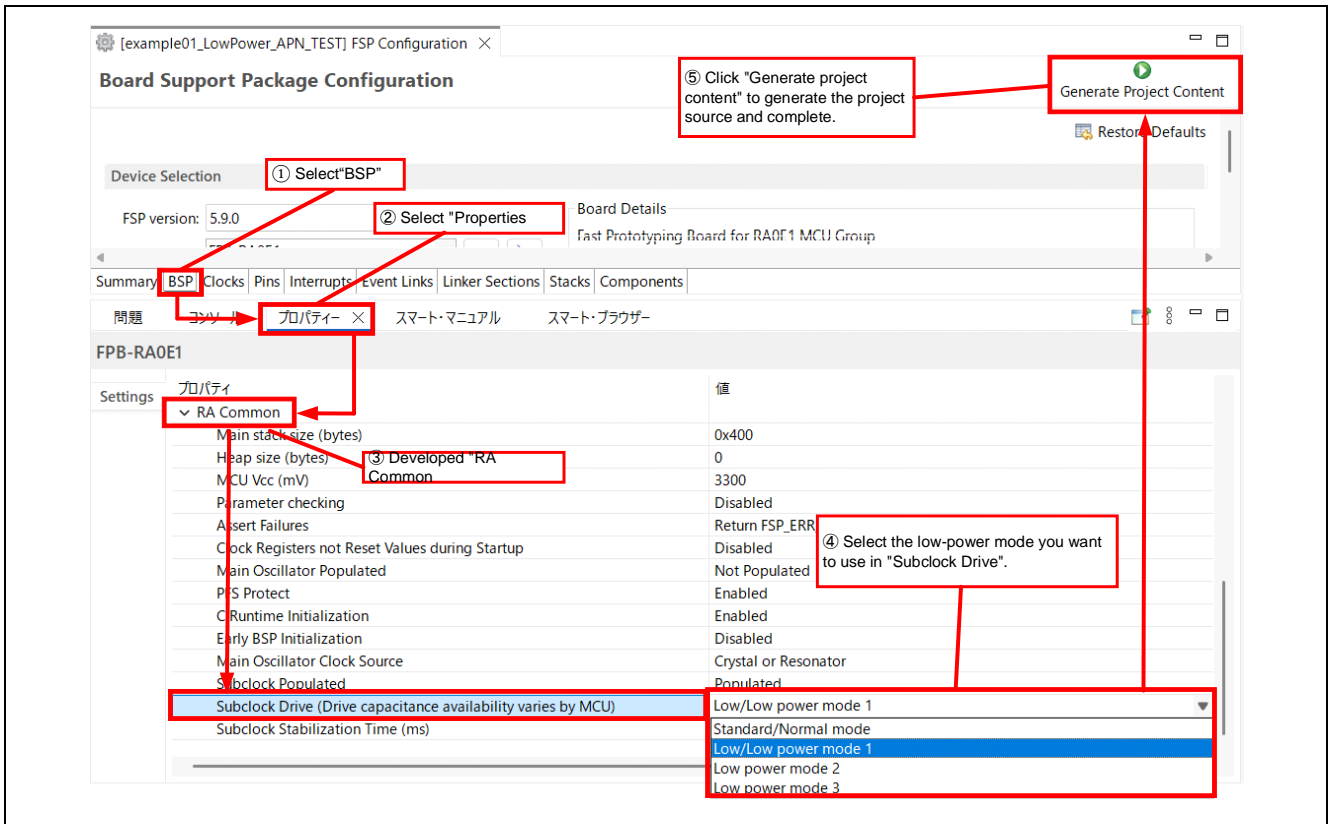 [example01_LowPower_APN_TEST] FSP Configuration
Board Support Package Configuration
⑤ Click "Generate project
content" to generate the project
source and complete.
Generate Project Content
Restore Defaults
Device Selection
① Select“BSP”
FSP version: 5.9.0
② Select "Properties
Board Details
Fast Prototyping Board for RA0E1 MCU Group
Summary BSP Clocks Pins Interrupts Event Links Linker Sections Stacks Components
問題 コンソール プロパティー スマート・マニュアル スマート・ブラウザー
FPB-RA0E1
Settings
プロパティ 値
RA Common
Main stack size (bytes) 0x400
Heap size (bytes) 0
③ Developed "RA
Common
MCU Vcc (mV) 3300
Parameter checking Disabled
Assert Failures Return FSP_ERR
④ Select the low-power mode you want
to use in "Subclock Drive".
Clock Registers not Reset Values during Startup Disabled
Main Oscillator Populated Not Populated
PFS Protect Enabled
C Runtime Initialization Enabled
Early BSP Initialization Disabled
Main Oscillator Clock Source Crystal or Resonator
Subclock Populated Populated
Subclock Drive (Drive capacitance availability varies by MCU) Low/Low power mode 1
Subclock Stabilization Time (ms)
Standard/Normal mode
Low/Low power mode 1
Low power mode 2
Low power mode 3